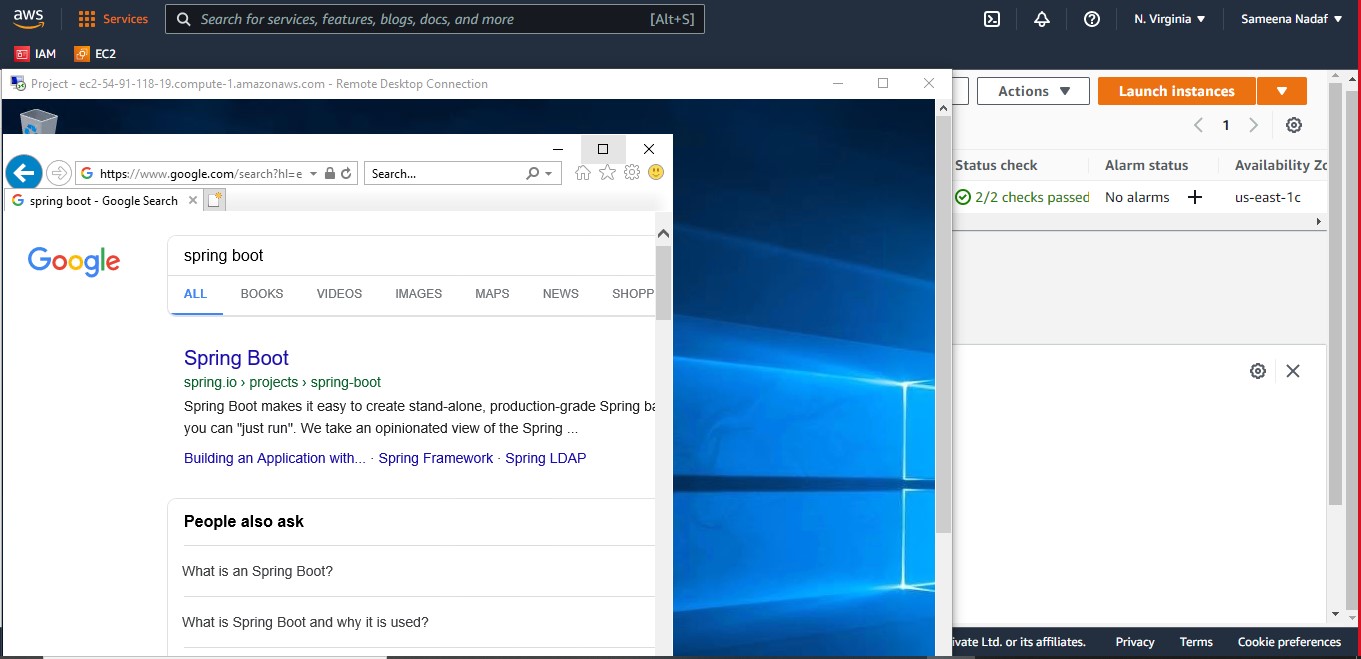 aws
Services
Search for services, features, blogs, docs, and more
[Alt+S]
N. Virginia
Sameena Nadaf
IAM
EC2
Project - ec2-54-91-118-19.compute-1.amazonaws.com - Remote Desktop Connection
Actions
Launch instances
1
Status check
Alarm status
Availability Zo
2/2 checks passed
No alarms
us-east-1c
https://www.google.com/search?hl=e
Search...
spring boot - Google Search
Google
spring boot
ALL
BOOKS
VIDEOS
IMAGES
MAPS
NEWS
SHOPP
Spring Boot
spring.io › projects › spring-boot
Spring Boot makes it easy to create stand-alone, production-grade Spring ba
you can "just run". We take an opinionated view of the Spring ...
Building an Application with... · Spring Framework · Spring LDAP
People also ask
What is an Spring Boot?
What is Spring Boot and why it is used?
ivate Ltd. or its affiliates.
Privacy
Terms
Cookie preferences